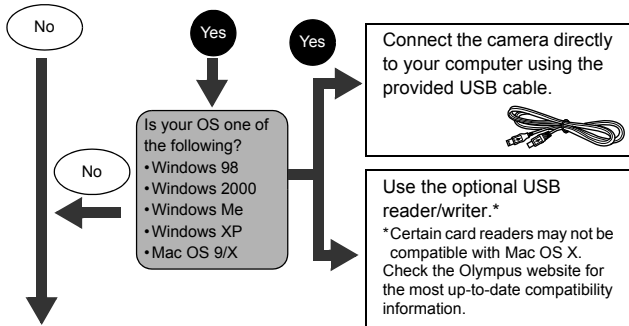 No
Yes
Yes
Connect the camera directly
to your computer using the
provided USB cable.
Is your OS one of
the following?
•Windows 98
•Windows 2000
•Windows Me
•Windows XP
•Mac OS 9/X
No
Use the optional USB
reader/writer.*
*Certain card readers may not be
compatible with Mac OS X.
Check the Olympus website for
the most up-to-date compatibility
information.